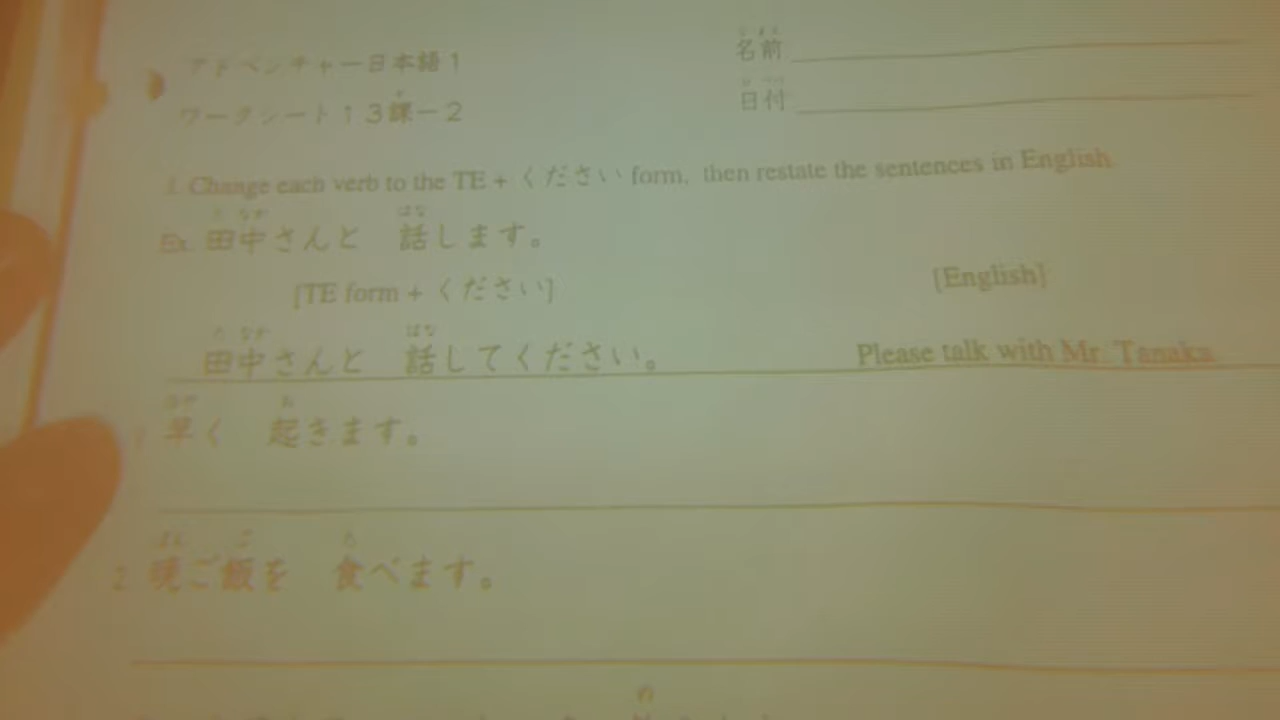 アドベンチャー日本語1
名前
ワークシート13課ー2
日付
1. Change each verb to the TE + ください form, then restate the sentences in English
Ex. 田中さんと 話します。
[TE form + ください] [English]
田中さんと 話してください。 Please talk with Mr. Tanaka
早く 起きます。
2. 晩ご飯を 食べます。